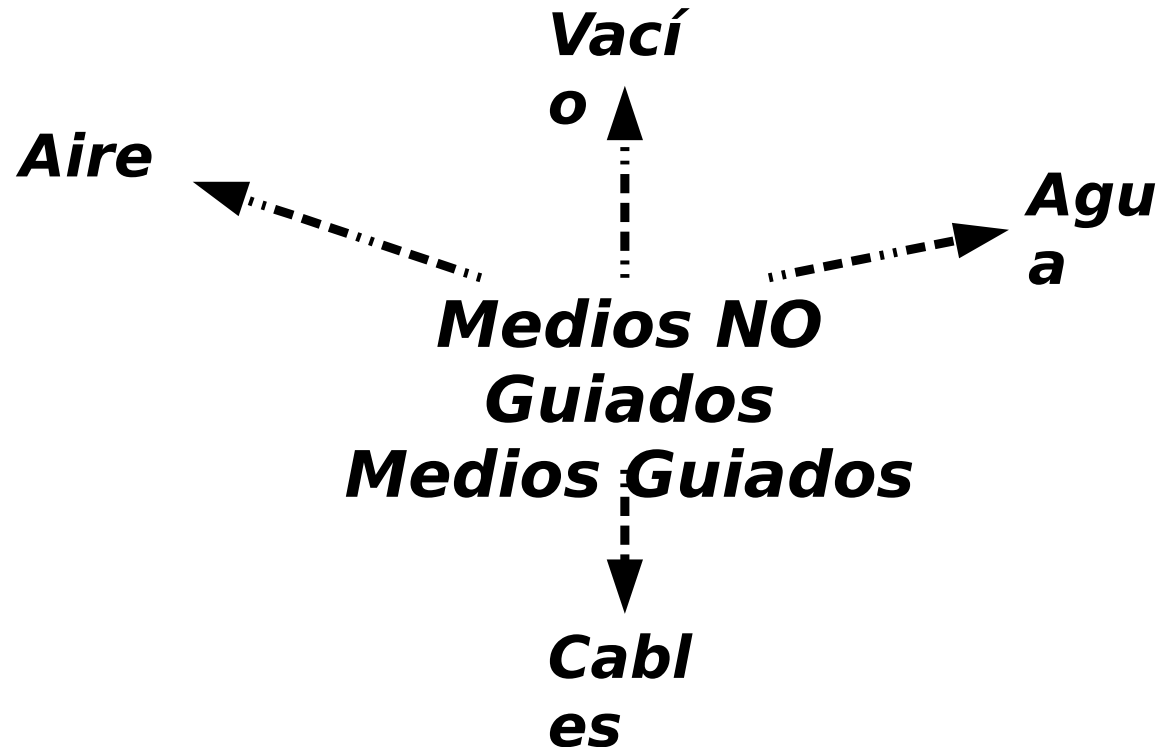 Vací
o
Aire
Agu
a
Medios NO
Guiados
Medios Guiados
Cabl
es